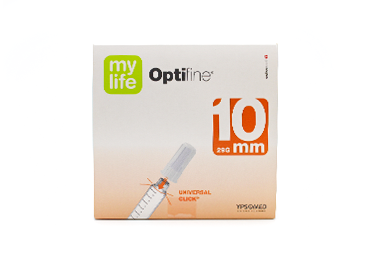 my
life
Optifine®
10
29G mm
UNIVERSAL
CLICK®
YPSOMED